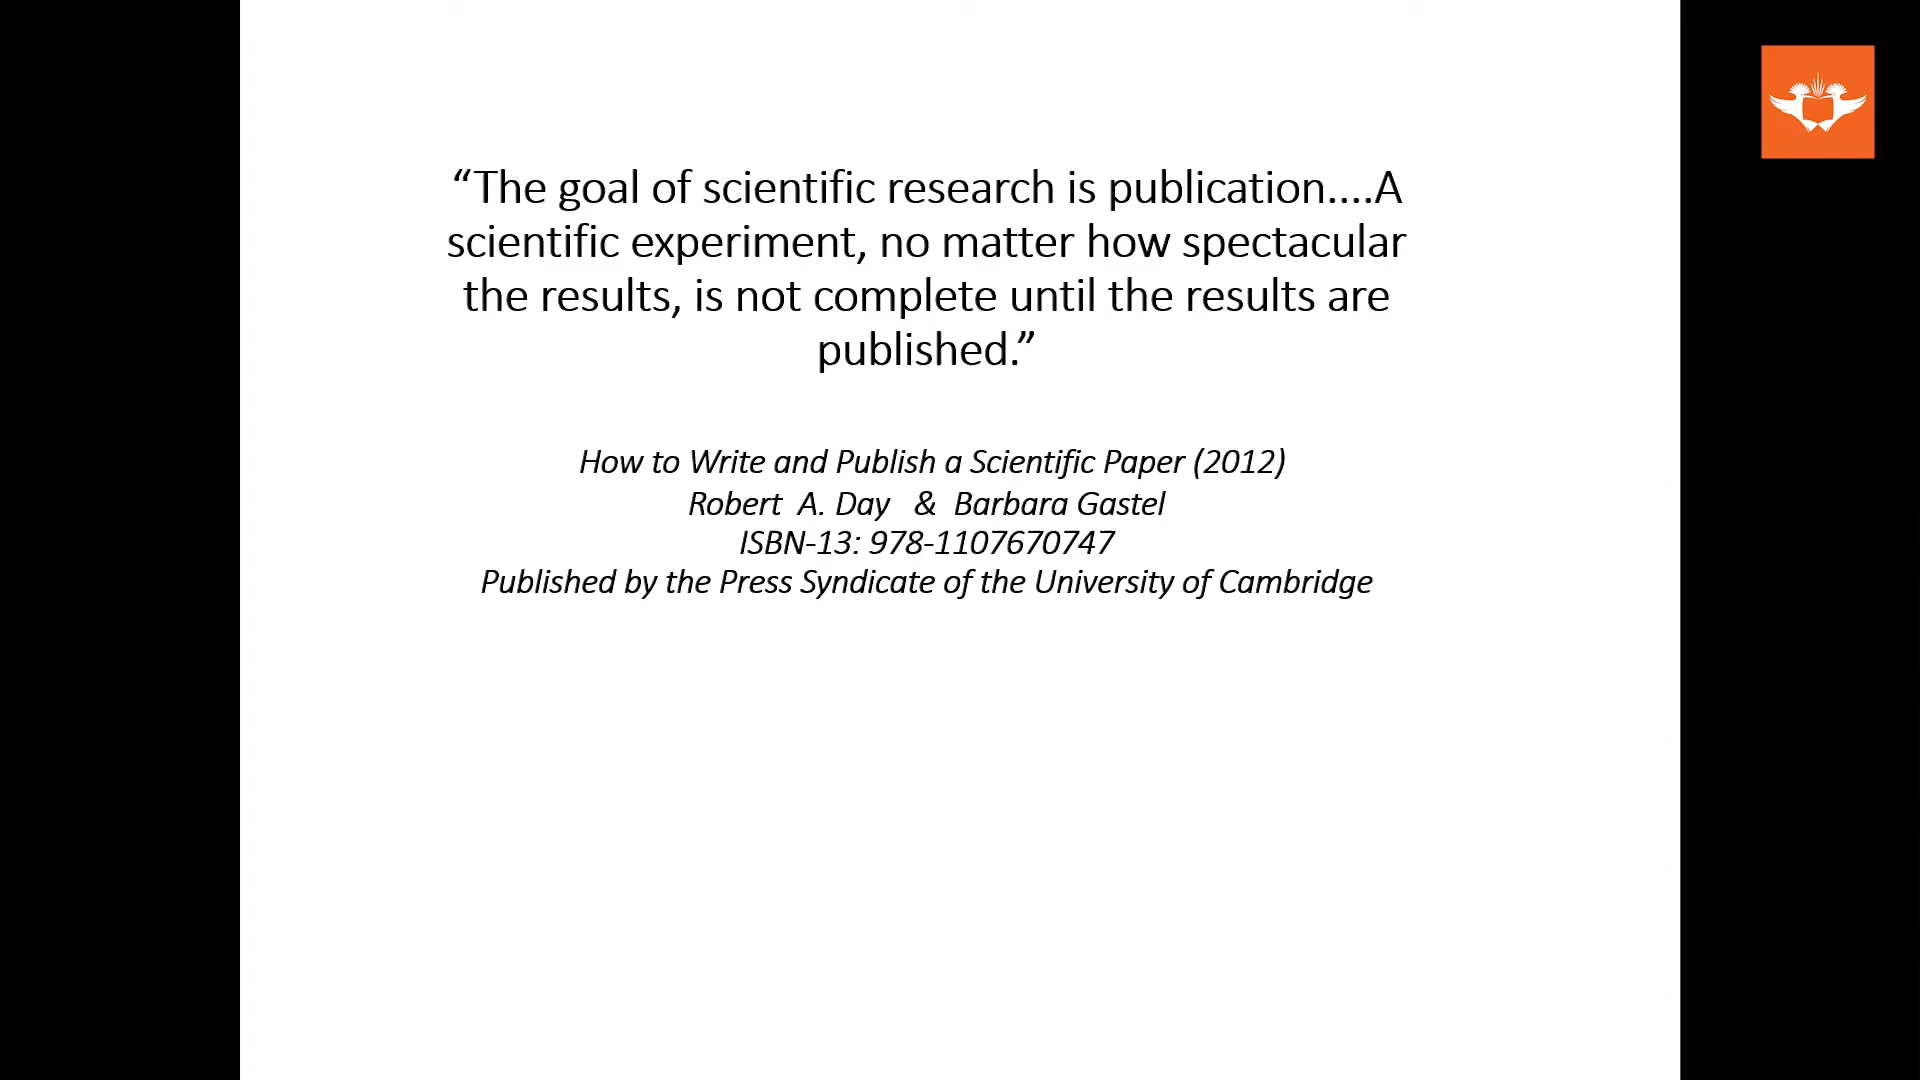 “The goal of scientific research is publication....A
scientific experiment, no matter how spectacular
the results, is not complete until the results are
published.”
How to Write and Publish a Scientific Paper (2012)
Robert  A. Day   &  Barbara Gastel
ISBN-13: 978-1107670747
Published by the Press Syndicate of the University of Cambridge